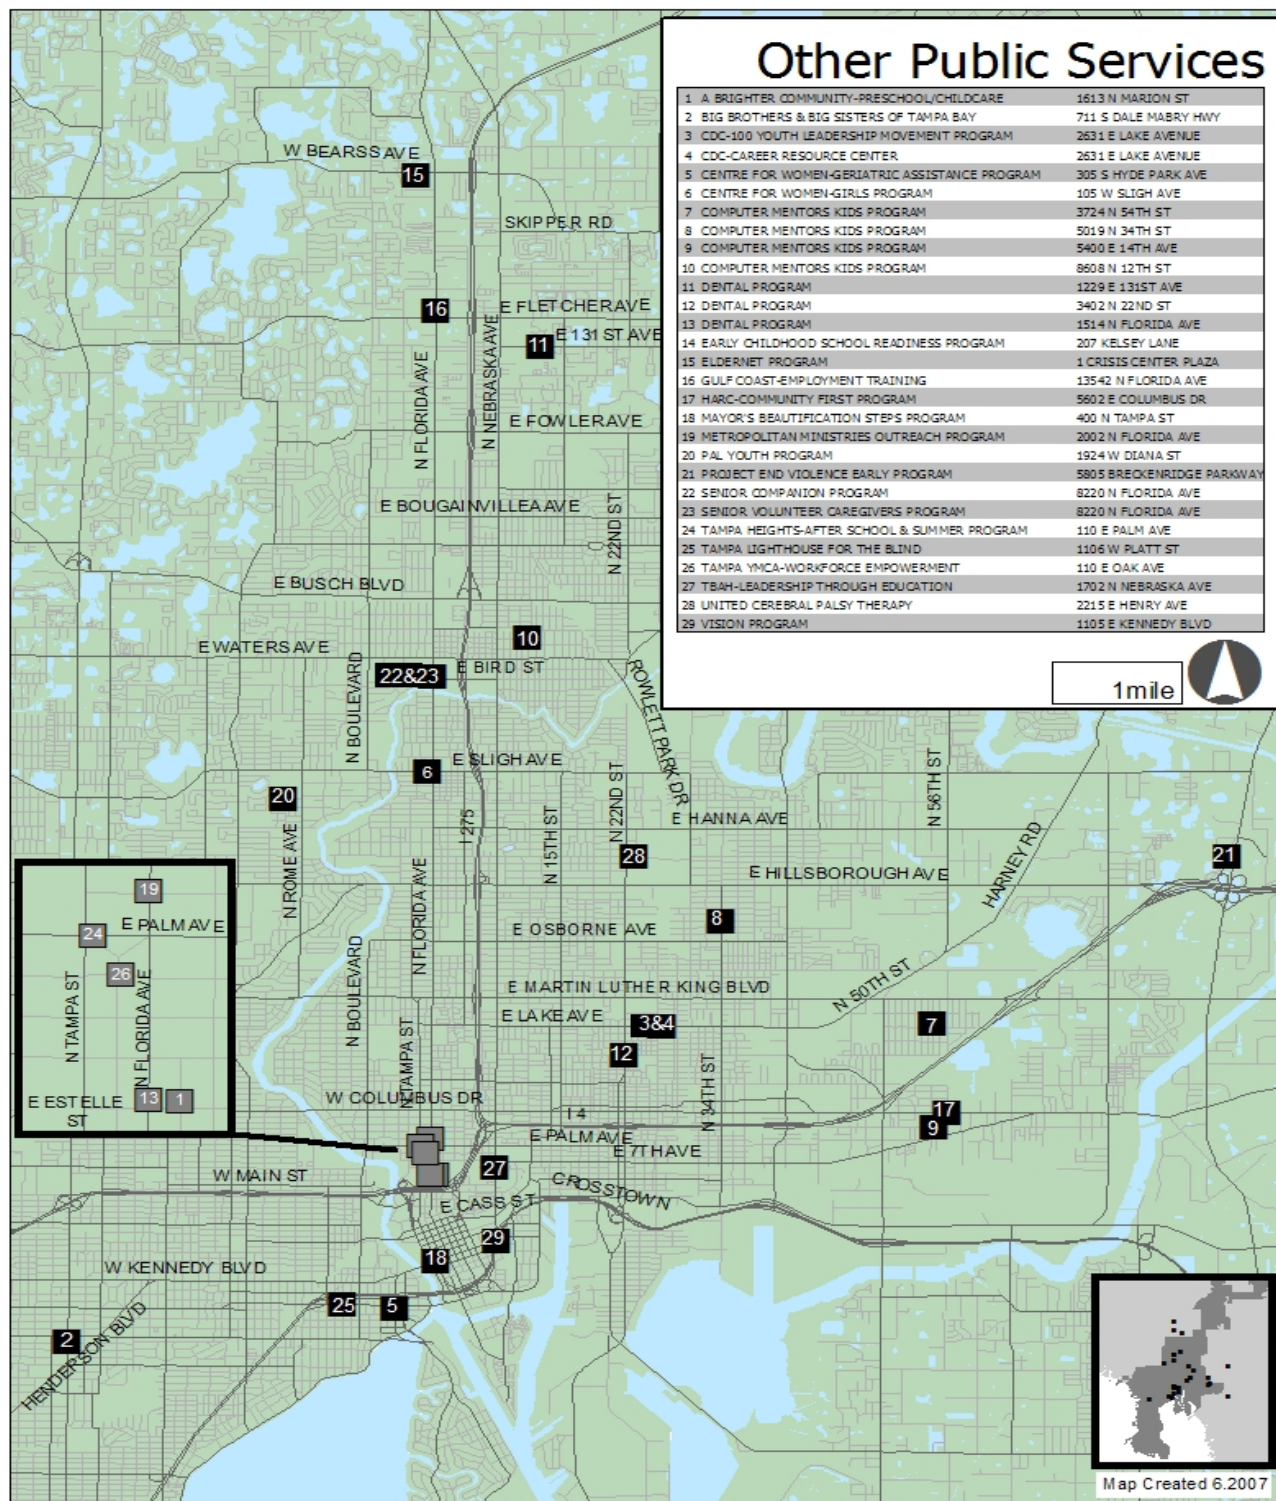 Other Public Services
1 A BRIGHTER COMMUNITY-PRESCHOOL/CHILDCARE 1613 N MARION ST
2 BIG BROTHERS & BIG SISTERS OF TAMPA BAY 711 S DALE MABRY HWY
3 CDC-100 YOUTH LEADERSHIP MOVEMENT PROGRAM 2631 E LAKE AVENUE
4 CDC-CAREER RESOURCE CENTER 2631 E LAKE AVENUE
5 CENTRE FOR WOMEN-GERIATRIC ASSISTANCE PROGRAM 305 S HYDE PARK AVE
6 CENTRE FOR WOMEN-GIRLS PROGRAM 105 W SLIGH AVE
7 COMPUTER MENTORS KIDS PROGRAM 3724 N 54TH ST
8 COMPUTER MENTORS KIDS PROGRAM 5019 N 34TH ST
9 COMPUTER MENTORS KIDS PROGRAM 5400 E 14TH AVE
10 COMPUTER MENTORS KIDS PROGRAM 8608 N 12TH ST
11 DENTAL PROGRAM 1229 E 131ST AVE
12 DENTAL PROGRAM 3402 N 22ND ST
13 DENTAL PROGRAM 1514 N FLORIDA AVE
14 EARLY CHILDHOOD SCHOOL READINESS PROGRAM 207 KELSEY LANE
15 ELDERNET PROGRAM 1 CRISIS CENTER PLAZA
16 GULF COAST-EMPLOYMENT TRAINING 13542 N FLORIDA AVE
17 HARC-COMMUNITY FIRST PROGRAM 5602 E COLUMBUS DR
18 MAYOR'S BEAUTIFICATION STEPS PROGRAM 400 N TAMPA ST
19 METROPOLITAN MINISTRIES OUTREACH PROGRAM 2002 N FLORIDA AVE
20 PAL YOUTH PROGRAM 1924 W DIANA ST
21 PROJECT END VIOLENCE EARLY PROGRAM 5805 BRECKENRIDGE PARKWAY
22 SENIOR COMPANION PROGRAM 8220 N FLORIDA AVE
23 SENIOR VOLUNTEER CAREGIVERS PROGRAM 8220 N FLORIDA AVE
24 TAMPA HEIGHTS-AFTER SCHOOL & SUMMER PROGRAM 110 E PALM AVE
25 TAMPA LIGHTHOUSE FOR THE BLIND 1106 W PLATT ST
26 TAMPA YMCA-WORKFORCE EMPOWERMENT 110 E OAK AVE
27 TBAH-LEADERSHIP THROUGH EDUCATION 1702 N NEBRASKA AVE
28 UNITED CEREBRAL PALSY THERAPY 2215 E HENRY AVE
29 VISION PROGRAM 1105 E KENNEDY BLVD
1 mile
W BEARSS AVE
15
SKIPPER RD
16
E FLETCHER AVE
E 131 ST AVE
11
N FLORIDA AVE
N NEBRASKA AVE
E FOWLER AVE
E BOUGAINVILLEA AVE
N 22ND ST
E BUSCH BLVD
10
E WATERS AVE
E BIRD ST
22&23
N BOULEVARD
ROWLETT PARK DR
E SLIGH AVE
6
N 56TH ST
20
I 275
N 15TH ST
N 22ND ST
E HANNA AVE
N ROME AVE
28
21
E HILLSBOROUGH AVE
HARNEY RD
N FLORIDA AVE
8
E OSBORNE AVE
N BOULEVARD
E MARTIN LUTHER KING BLVD
N 50TH ST
E LAKE AVE
3&4
7
12
N TAMPA ST
N 34TH ST
W COLUMBUS DR
I 4
17
9
E PALM AVE
E 7TH AVE
27
W MAIN ST
CROSSTOWN
E CASS ST
29
18
W KENNEDY BLVD
25
5
2
HENDERSON BLVD
19
E PALM AVE
24
26
N TAMPA ST
N FLORIDA AVE
13
1
E ESTELLE
ST
Map Created 6.2007